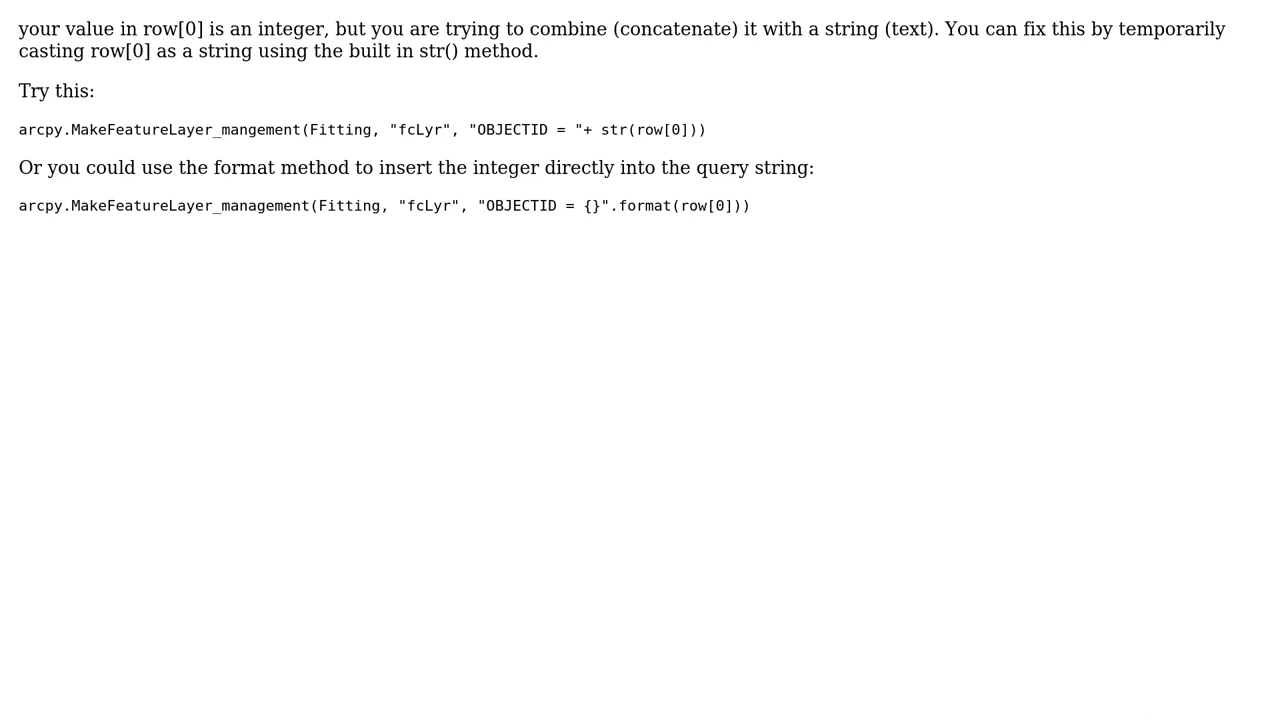 your value in row[0] is an integer, but you are trying to combine (concatenate) it with a string (text). You can fix this by temporarily
casting row[0] as a string using the built in str() method.
Try this:
arcpy.MakeFeatureLayer_mangement(Fitting, "fcLyr", "OBJECTID = "+ str(row[0]))
Or you could use the format method to insert the integer directly into the query string:
arcpy.MakeFeatureLayer_management(Fitting, "fcLyr", "OBJECTID = {}".format(row[0]))